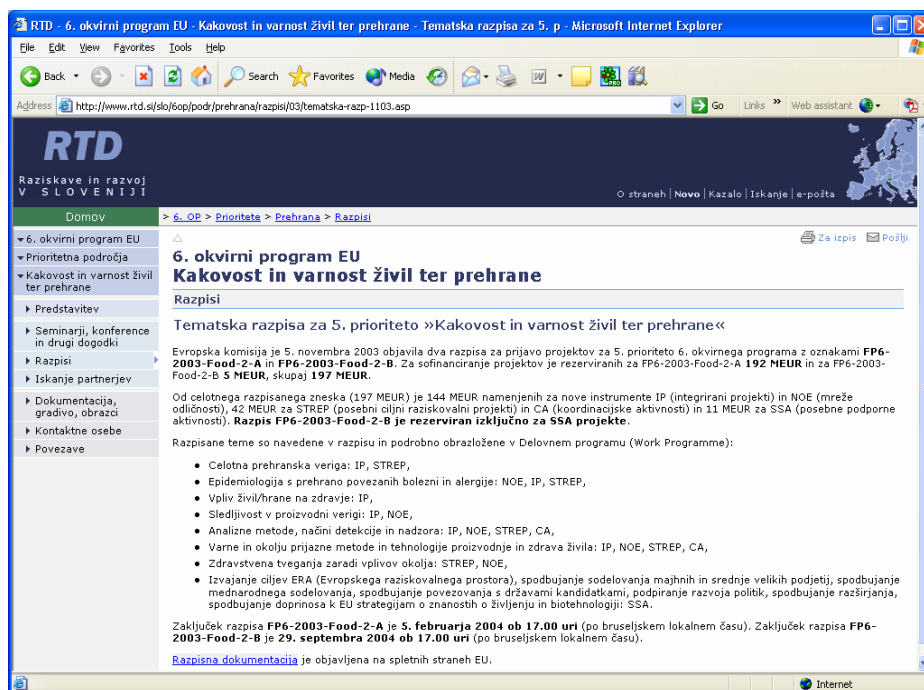 RTD - 6. okvirni program EU - Kakovost in varnost živil ter prehrane - Tematska razpisa za 5. p - Microsoft Internet Explorer
File Edit View Favorites Tools Help
Back Search Favorites Media
Address http://www.rtd.si/slo/6op/podr/prehrana/razpisi/03/tematska-razp-1103.asp Go Links » Web assistant
RTD
Raziskave in razvoj
V SLOVENIJI
O straneh | Novo | Kazalo | Iskanje | e-pošta
Domov
> 6. OP > Prioritete > Prehrana > Razpisi
6. okvirni program EU
Prioritetna področja
Kakovost in varnost živil
ter prehrane
Predstavitev
Seminarji, konference
in drugi dogodki
Razpisi
Iskanje partnerjev
Dokumentacija,
gradivo, obrazci
Kontaktne osebe
Povezave
Za izpis Pošlji
6. okvirni program EU
Kakovost in varnost živil ter prehrane
Razpisi
Tematska razpisa za 5. prioriteto »Kakovost in varnost živil ter prehrane«
Evropska komisija je 5. novembra 2003 objavila dva razpisa za prijavo projektov za 5. prioriteto 6. okvirnega programa z oznakami FP6-
2003-Food-2-A in FP6-2003-Food-2-B. Za sofinanciranje projektov je rezerviranih za FP6-2003-Food-2-A 192 MEUR in za FP6-2003-
Food-2-B 5 MEUR, skupaj 197 MEUR.
Od celotnega razpisanega zneska (197 MEUR) je 144 MEUR namenjenih za nove instrumente IP (integrirani projekti) in NOE (mreže
odličnosti), 42 MEUR za STREP (posebni ciljni raziskovalni projekti) in CA (koordinacijske aktivnosti) in 11 MEUR za SSA (posebne podporne
aktivnosti). Razpis FP6-2003-Food-2-B je rezerviran izključno za SSA projekte.
Razpisane teme so navedene v razpisu in podrobno obrazložene v Delovnem programu (Work Programme):
• Celotna prehranska veriga: IP, STREP,
• Epidemiologija s prehrano povezanih bolezni in alergije: NOE, IP, STREP,
• Vpliv živil/hrane na zdravje: IP,
• Sledljivost v proizvodni verigi: IP, NOE,
• Analizne metode, načini detekcije in nadzora: IP, NOE, STREP, CA,
• Varne in okolju prijazne metode in tehnologije proizvodnje in zdrava živila: IP, NOE, STREP, CA,
• Zdravstvena tveganja zaradi vplivov okolja: STREP, NOE,
• Izvajanje ciljev ERA (Evropskega raziskovalnega prostora), spodbujanje sodelovanja majhnih in srednje velikih podjetij, spodbujanje
mednarodnega sodelovanja, spodbujanje povezovanja s državami kandidatkami, podpiranje razvoja politik, spodbujanje razširjanja,
spodbujanje doprinosa k EU strategijam o znanostih o življenju in biotehnologiji: SSA.
Zaključek razpisa FP6-2003-Food-2-A je 5. februarja 2004 ob 17.00 uri (po bruseljskem lokalnem času). Zaključek razpisa FP6-
2003-Food-2-B je 29. septembra 2004 ob 17.00 uri (po bruseljskem lokalnem času).
Razpisna dokumentacija je objavljena na spletnih straneh EU.
Internet